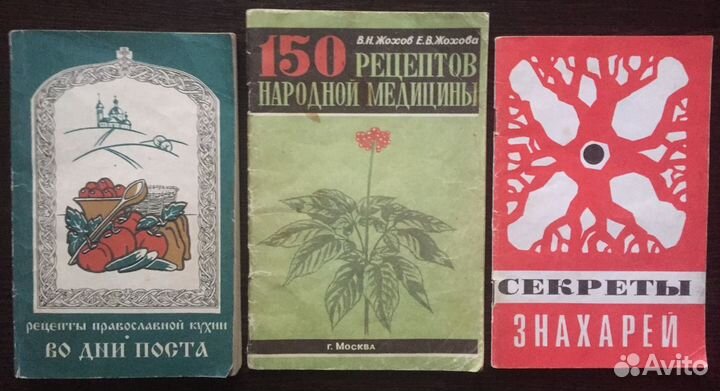 рецепты православной кухни
во дни поста
В.Н. Жохов Е.В. Жохова
150 РЕЦЕПТОВ
НАРОДНОЙ МЕДИЦИНЫ
г. Москва
СЕКРЕТЫ
ЗНАХАРЕЙ
Avito